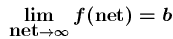 lim f(net) = b
net→∞